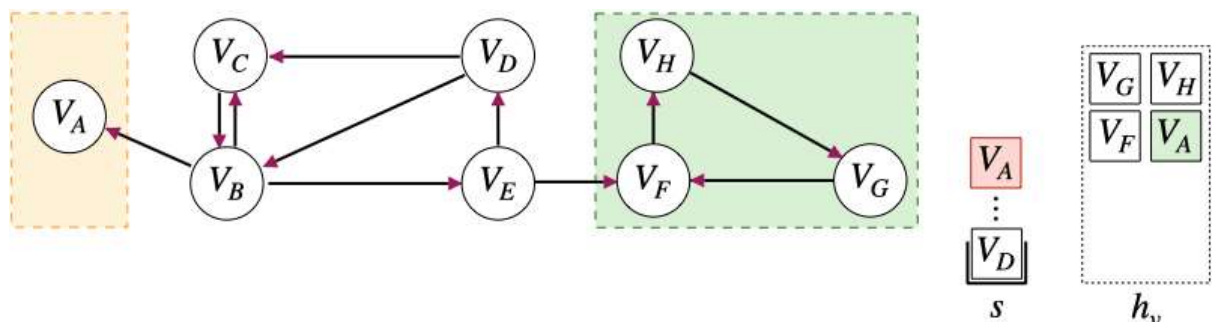 V_C V_D V_H V_G V_H
V_A V_F V_A
V_B V_E V_F V_G V_A
⋮
V_D
s h_v